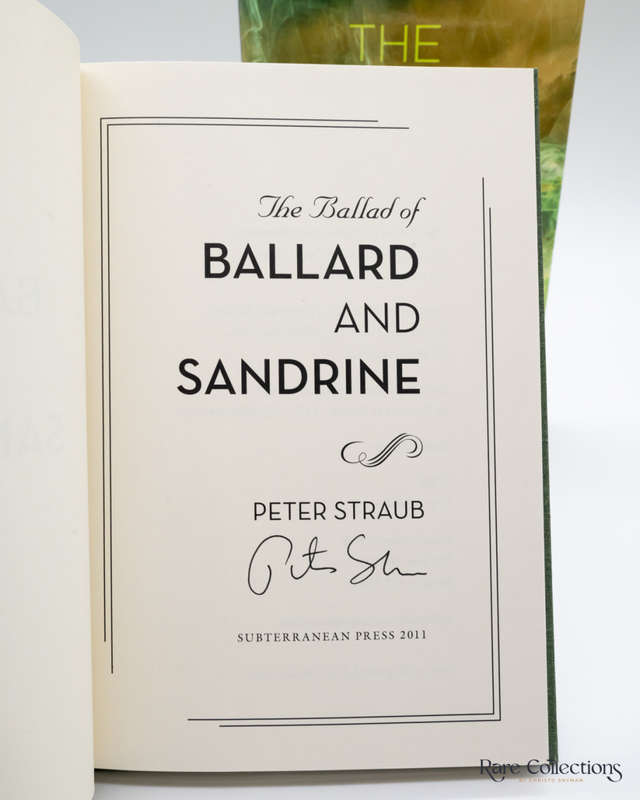 THE
The Ballad of
BALLARD
AND
SANDRINE
PETER STRAUB
SUBTERRANEAN PRESS 2011
Rare Collections